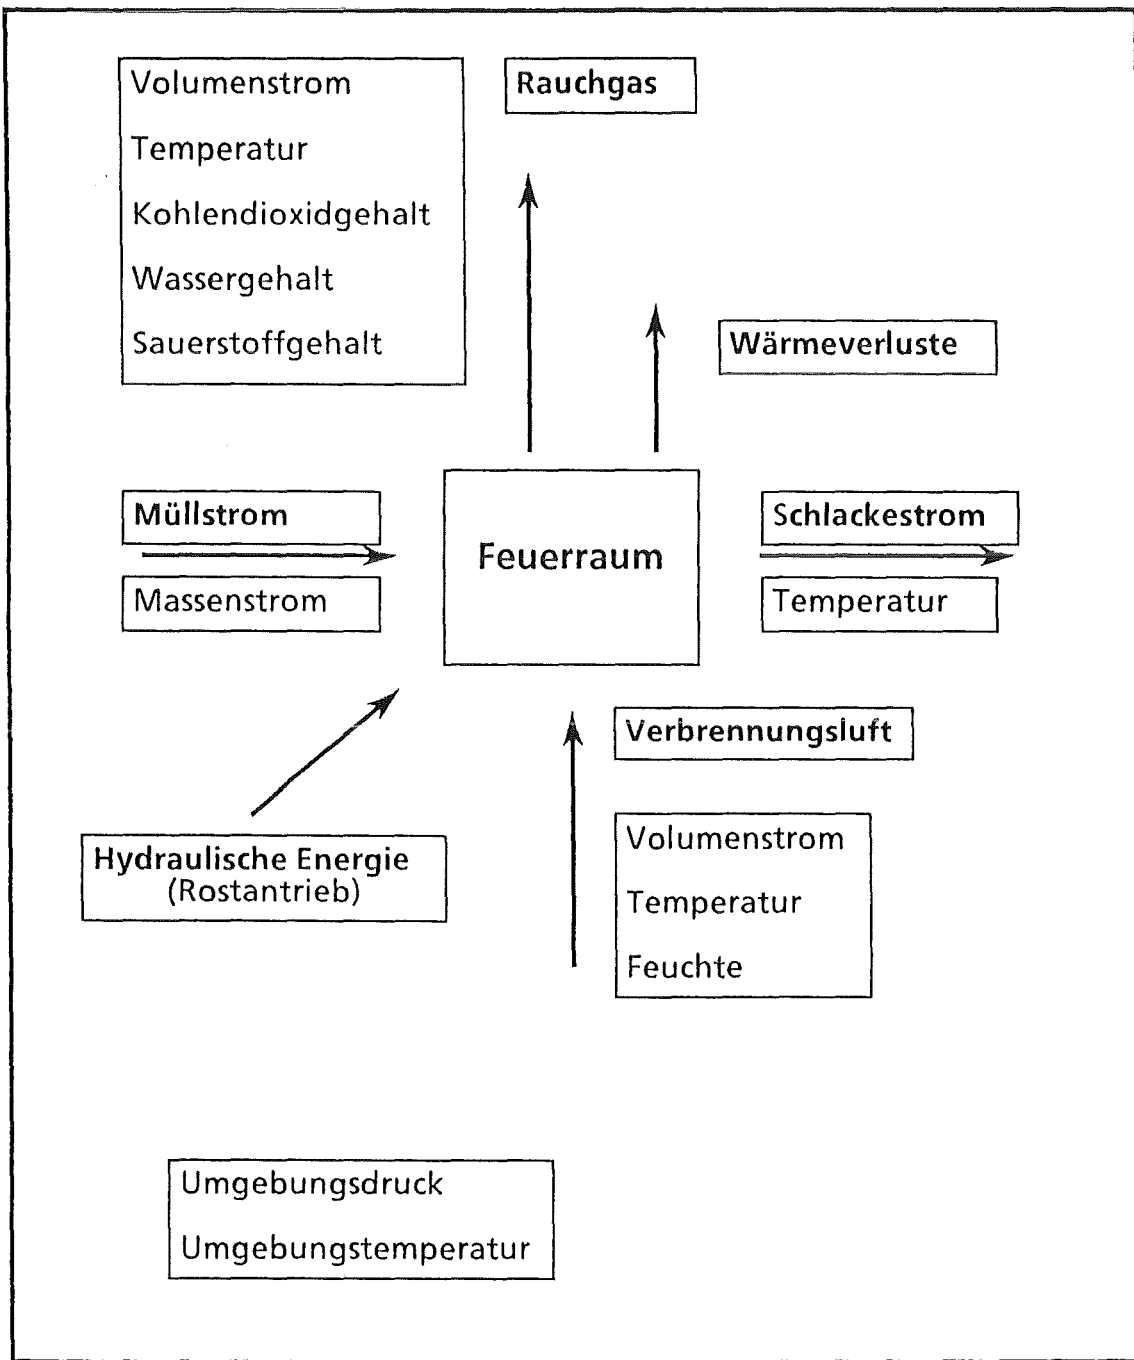 Volumenstrom
Temperatur
Kohlendioxidgehalt
Wassergehalt
Sauerstoffgehalt
Rauchgas
Wärmeverluste
Müllstrom
Massenstrom
Feuerraum
Schlackestrom
Temperatur
Hydraulische Energie
(Rostantrieb)
Verbrennungsluft
Volumenstrom
Temperatur
Feuchte
Umgebungsdruck
Umgebungstemperatur